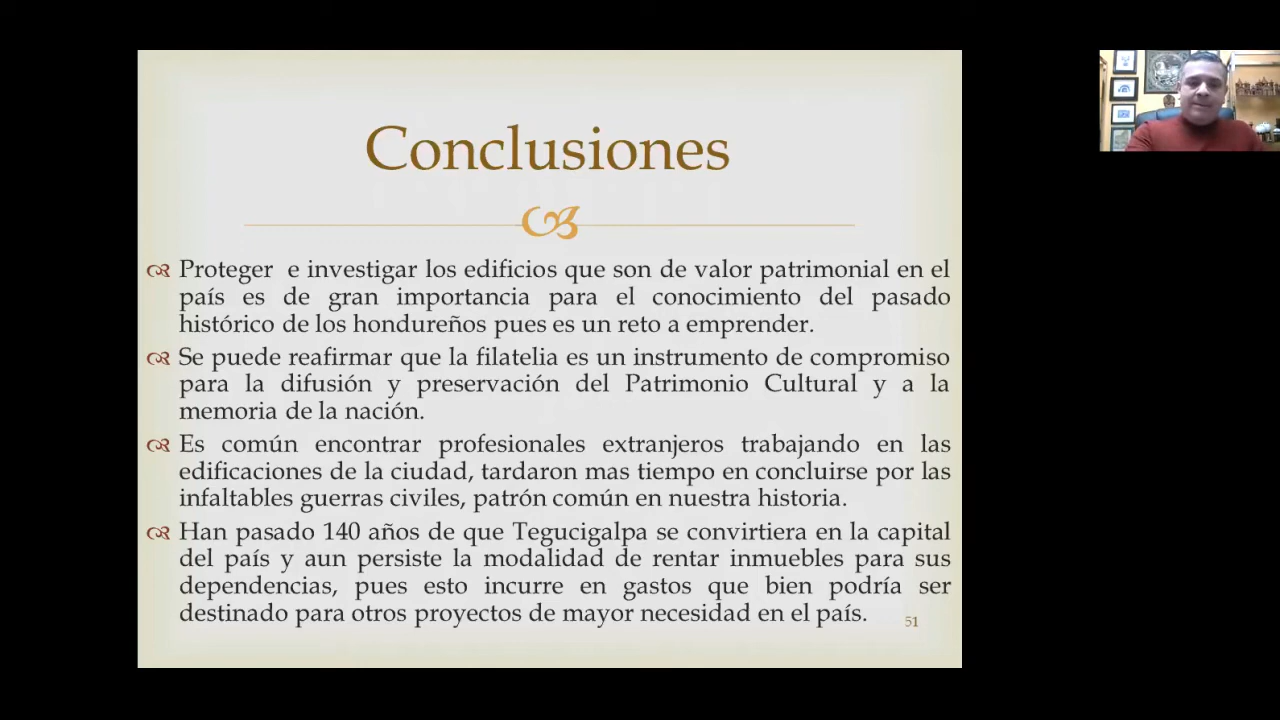 Conclusiones
Proteger e investigar los edificios que son de valor patrimonial en el
país es de gran importancia para el conocimiento del pasado
histórico de los hondureños pues es un reto a emprender.
Se puede reafirmar que la filatelia es un instrumento de compromiso
para la difusión y preservación del Patrimonio Cultural y a la
memoria de la nación.
Es común encontrar profesionales extranjeros trabajando en las
edificaciones de la ciudad, tardaron mas tiempo en concluirse por las
infaltables guerras civiles, patrón común en nuestra historia.
Han pasado 140 años de que Tegucigalpa se convirtiera en la capital
del país y aun persiste la modalidad de rentar inmuebles para sus
dependencias, pues esto incurre en gastos que bien podría ser
destinado para otros proyectos de mayor necesidad en el país.
51